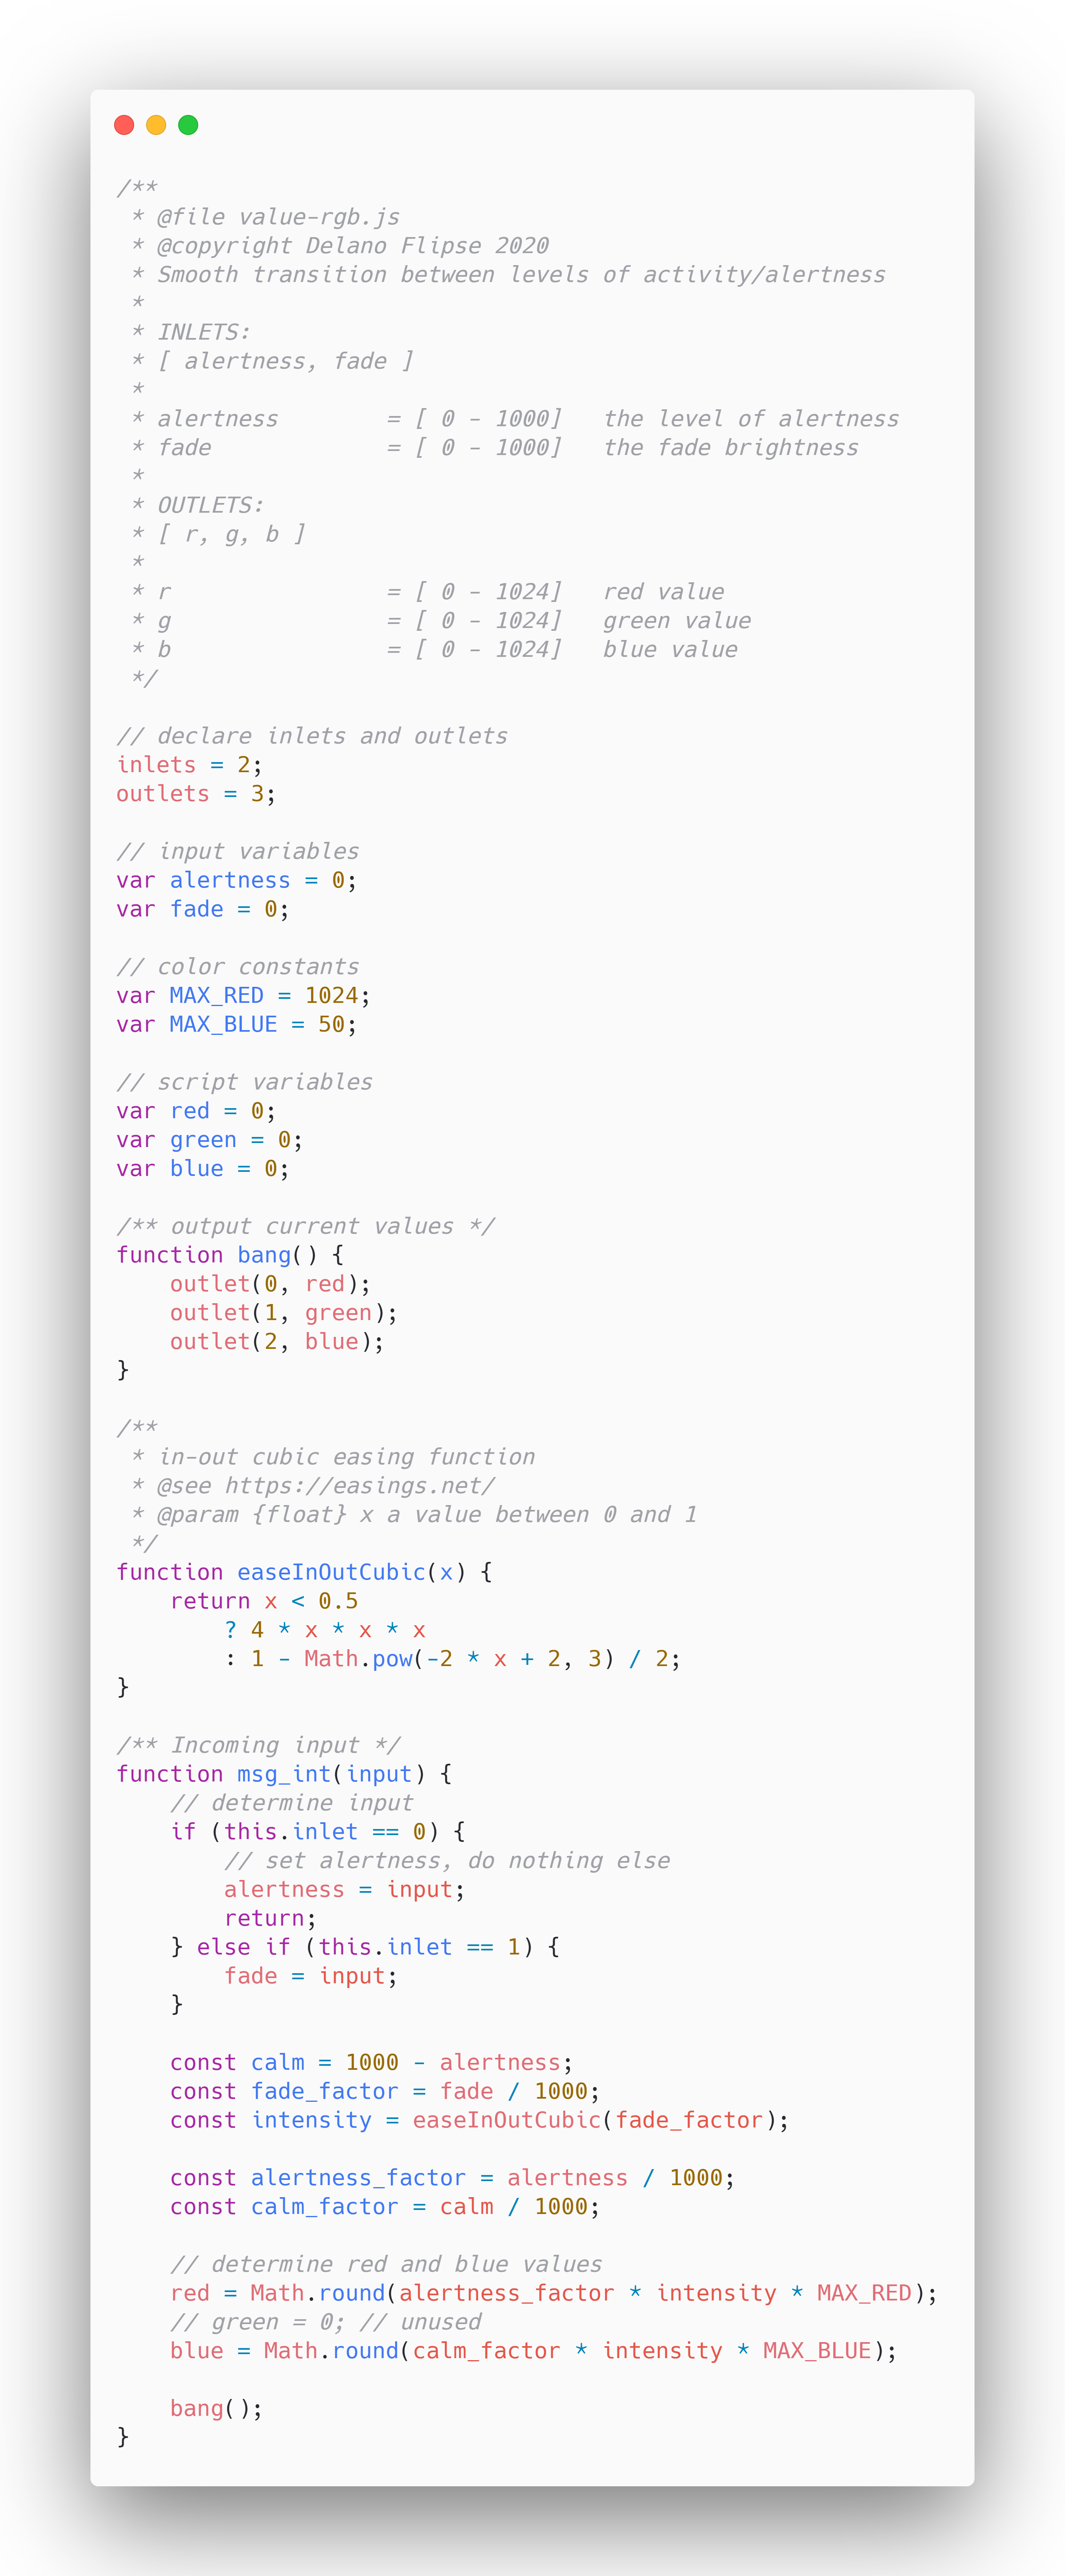 /**
 * @file value-rgb.js
 * @copyright Delano Flipse 2020
 * Smooth transition between levels of activity/alertness
 *
 * INLETS:
 * [ alertness, fade ]
 *
 * alertness        = [ 0 - 1000]   the level of alertness
 * fade             = [ 0 - 1000]   the fade brightness
 *
 * OUTLETS:
 * [ r, g, b ]
 *
 * r                = [ 0 - 1024]   red value
 * g                = [ 0 - 1024]   green value
 * b                = [ 0 - 1024]   blue value
 */

// declare inlets and outlets
inlets = 2;
outlets = 3;

// input variables
var alertness = 0;
var fade = 0;

// color constants
var MAX_RED = 1024;
var MAX_BLUE = 50;

// script variables
var red = 0;
var green = 0;
var blue = 0;

/** output current values */
function bang() {
    outlet(0, red);
    outlet(1, green);
    outlet(2, blue);
}

/**
 * in-out cubic easing function
 * @see https://easings.net/
 * @param {float} x a value between 0 and 1
 */
function easeInOutCubic(x) {
    return x < 0.5
        ? 4 * x * x * x
        : 1 - Math.pow(-2 * x + 2, 3) / 2;
}

/** Incoming input */
function msg_int(input) {
    // determine input
    if (this.inlet == 0) {
        // set alertness, do nothing else
        alertness = input;
        return;
    } else if (this.inlet == 1) {
        fade = input;
    }

    const calm = 1000 - alertness;
    const fade_factor = fade / 1000;
    const intensity = easeInOutCubic(fade_factor);

    const alertness_factor = alertness / 1000;
    const calm_factor = calm / 1000;

    // determine red and blue values
    red = Math.round(alertness_factor * intensity * MAX_RED);
    // green = 0; // unused
    blue = Math.round(calm_factor * intensity * MAX_BLUE);

    bang();
}